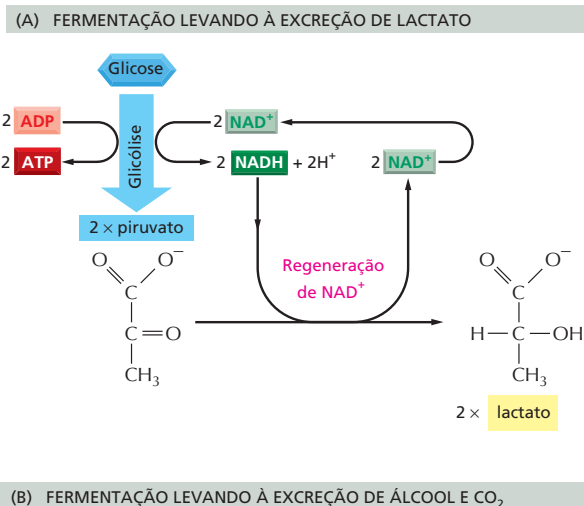 (A) FERMENTAÇÃO LEVANDO À EXCREÇÃO DE LACTATO
Glicose
2 ADP
2 NAD+
Glicólise
2 ATP
2 NADH + 2H+
2 NAD+
2 × piruvato
O O−
C
C=O
CH3
Regeneração
de NAD+
O O−
C
H—C—OH
CH3
2 × lactato
(B) FERMENTAÇÃO LEVANDO À EXCREÇÃO DE ÁLCOOL E CO2